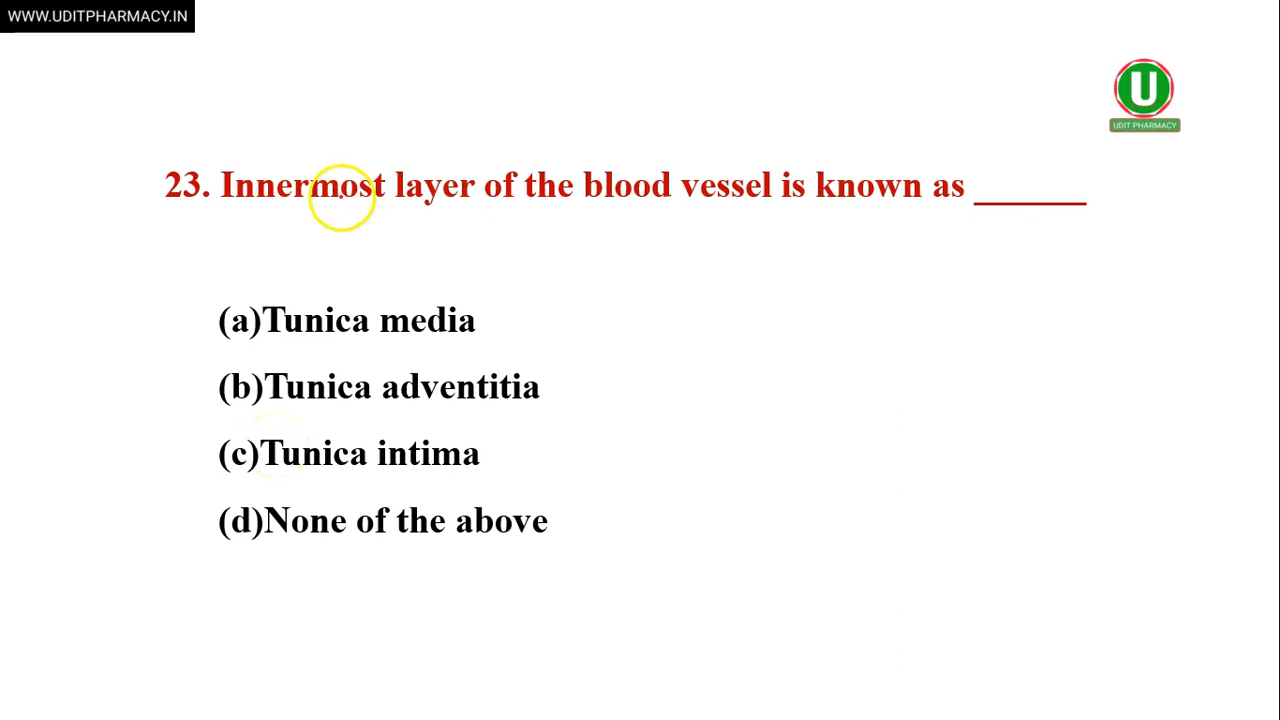 WWW.UDITPHARMACY.IN
U
UDIT PHARMACY
23. Innermost layer of the blood vessel is known as ______
(a)Tunica media
(b)Tunica adventitia
(c)Tunica intima
(d)None of the above